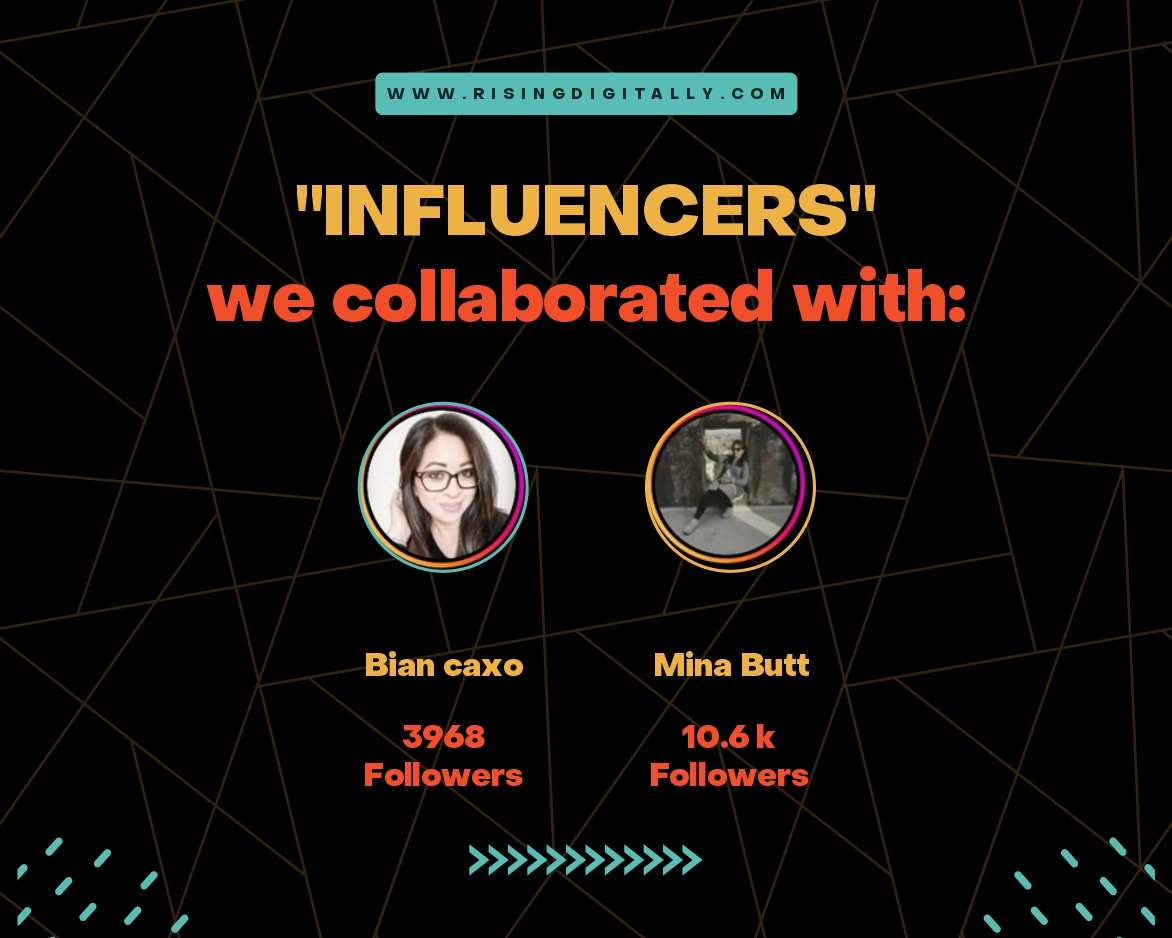 WWW.RISINGDIGITALLY.COM
"INFLUENCERS"
we collaborated with:
Bian caxo
3968
Followers
Mina Butt
10.6 k
Followers